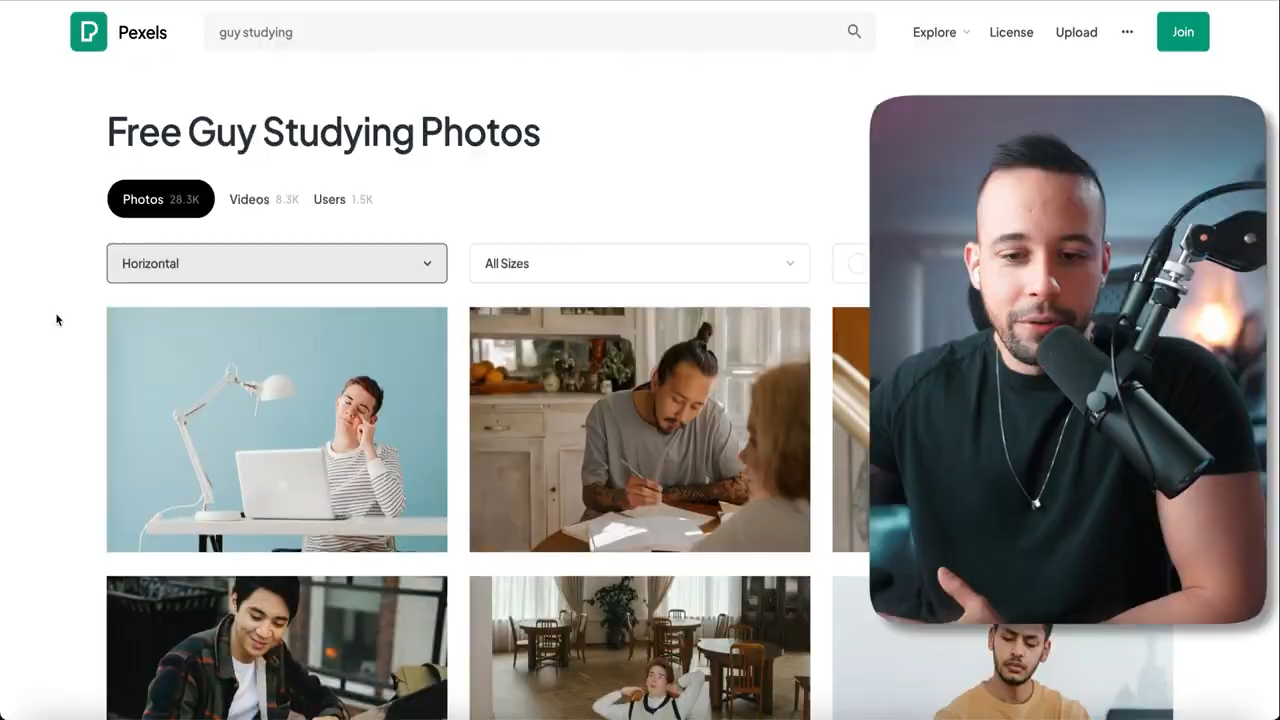 Pexels
guy studying
Explore
License
Upload
Join
Free Guy Studying Photos
Photos 28.3K
Videos 8.3K
Users 1.5K
Horizontal
All Sizes